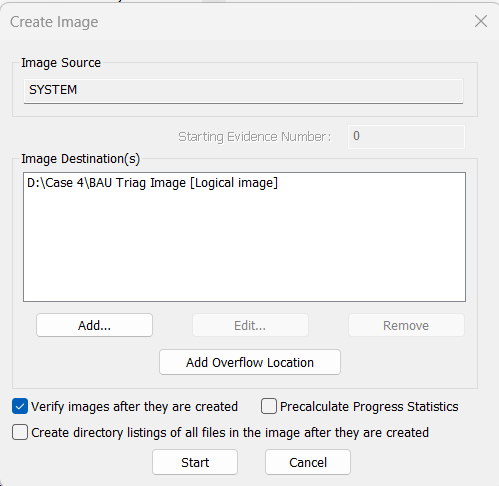 Create Image
Image Source
SYSTEM
Starting Evidence Number:
0
Image Destination(s)
D:\Case 4\BAU Triag Image [Logical image]
Add...
Edit...
Remove
Add Overflow Location
Verify images after they are created
Precalculate Progress Statistics
Create directory listings of all files in the image after they are created
Start
Cancel